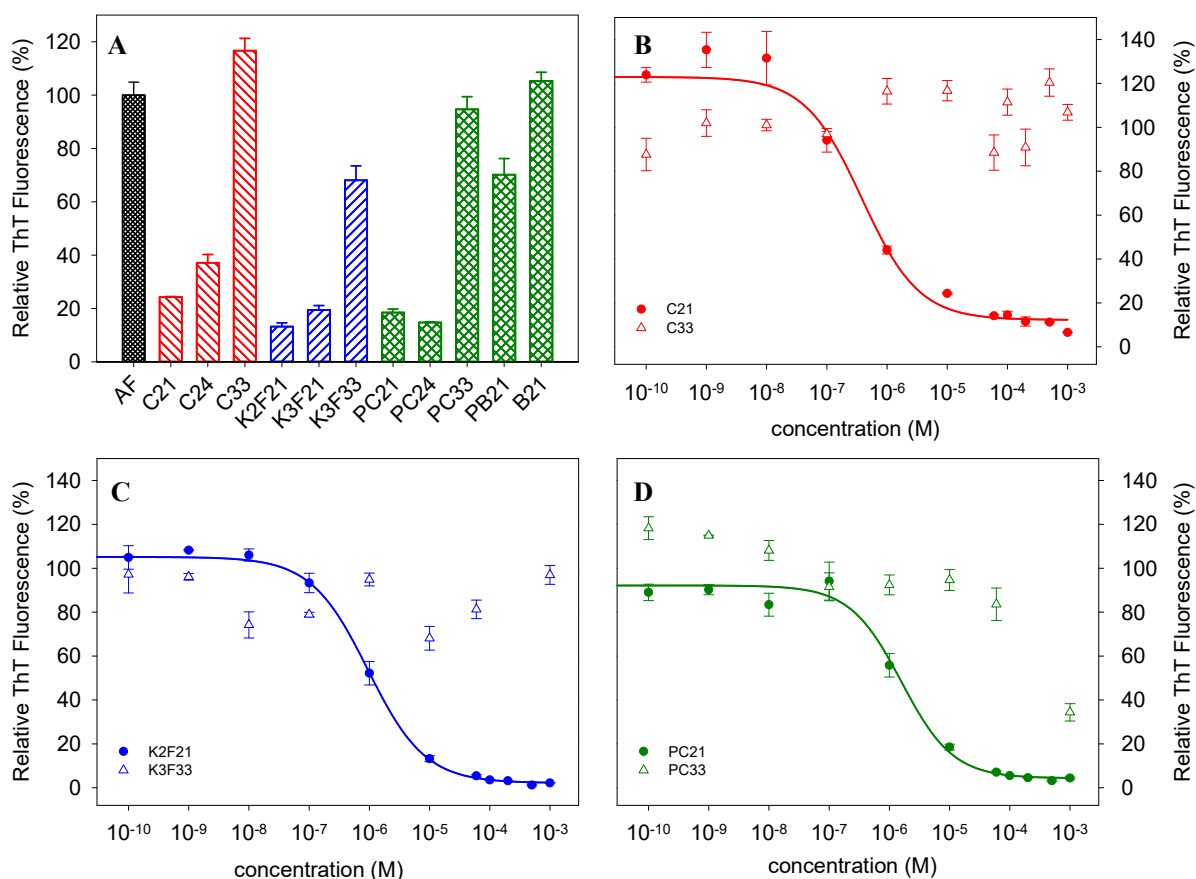 A
Relative ThT Fluorescence (%)
120
100
80
60
40
20
0
AF
C21
C24
C33
K2F21
K3F21
K3F33
PC21
PC24
PC33
PB21
B21
B
140
120
100
80
60
40
20
0
Relative ThT Fluorescence (%)
C21
C33
10⁻¹⁰
10⁻⁹
10⁻⁸
10⁻⁷
10⁻⁶
10⁻⁵
10⁻⁴
10⁻³
concentration (M)
C
Relative ThT Fluorescence (%)
140
120
100
80
60
40
20
0
K2F21
K3F33
10⁻¹⁰
10⁻⁹
10⁻⁸
10⁻⁷
10⁻⁶
10⁻⁵
10⁻⁴
10⁻³
concentration (M)
D
140
120
100
80
60
40
20
0
Relative ThT Fluorescence (%)
PC21
PC33
10⁻¹⁰
10⁻⁹
10⁻⁸
10⁻⁷
10⁻⁶
10⁻⁵
10⁻⁴
10⁻³
concentration (M)